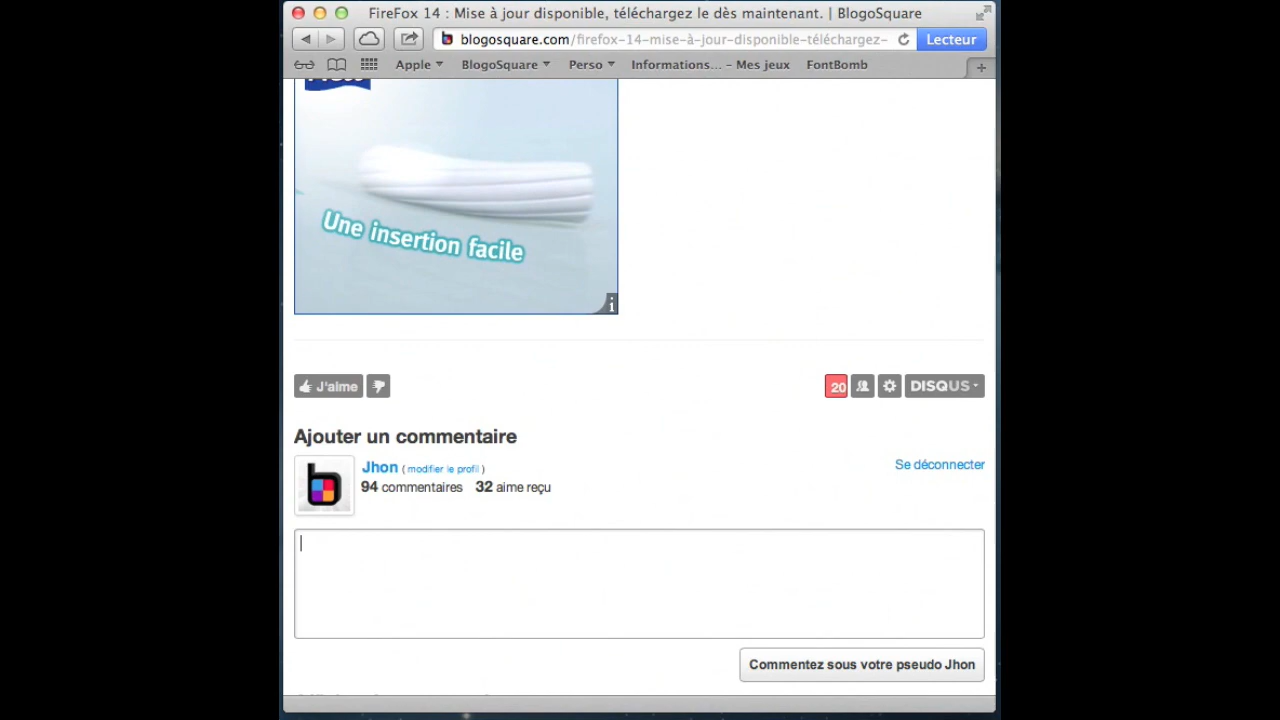 FireFox 14 : Mise à jour disponible, téléchargez le dès maintenant. | BlogoSquare
blogosquare.com/firefox-14-mise-à-jour-disponible-téléchargez-
Lecteur
Apple BlogoSquare Perso Informations... – Mes jeux FontBomb
Une insertion facile
i
J'aime
20
DISQUS
Ajouter un commentaire
Jhon ( modifier le profil )
Se déconnecter
94 commentaires 32 aime reçu
Commentez sous votre pseudo Jhon